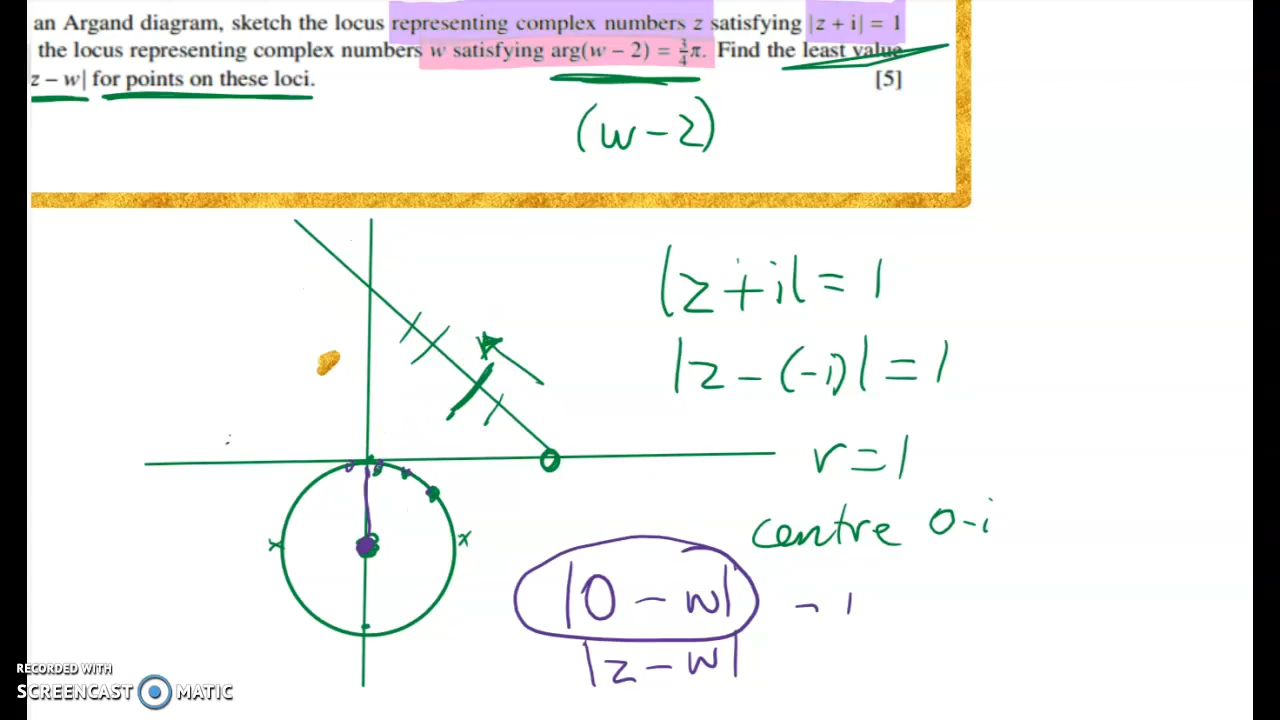 an Argand diagram, sketch the locus representing complex numbers z satisfying |z + i| = 1
the locus representing complex numbers w satisfying arg(w − 2) = 3/4 π. Find the least value
z − w| for points on these loci. [5]
(w − 2)
|z + i| = 1
|z − (−i)| = 1
r = 1
centre 0-i
|0 − w| − 1
|z − w|
RECORDED WITH
SCREENCAST MATIC